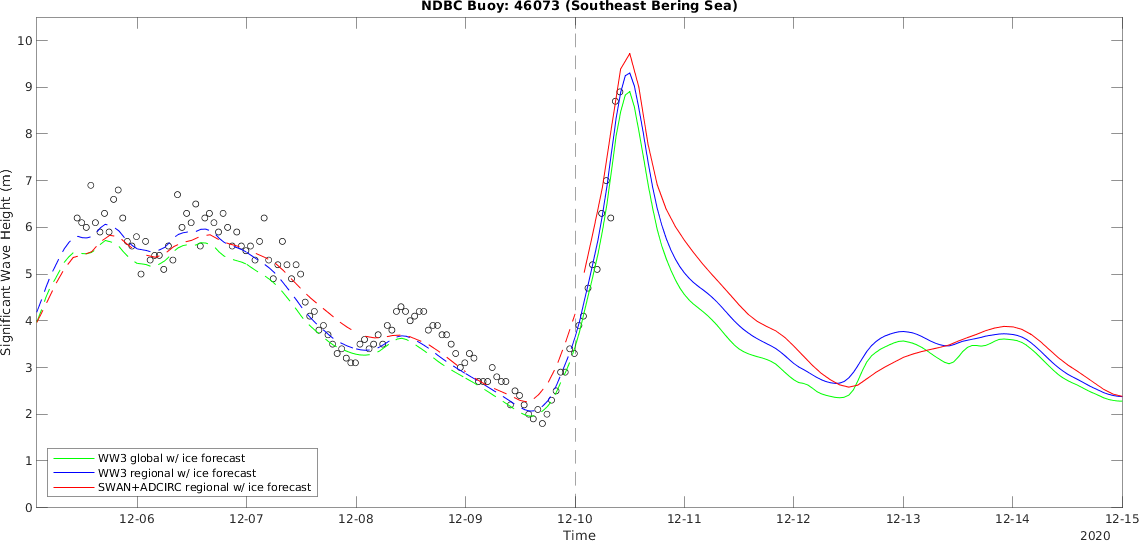 NDBC Buoy: 46073 (Southeast Bering Sea)
Significant Wave Height (m)
10
9
8
7
6
5
4
3
2
1
0
WW3 global w/ ice forecast
WW3 regional w/ ice forecast
SWAN+ADCIRC regional w/ ice forecast
12-06 12-07 12-08 12-09 12-10 12-11 12-12 12-13 12-14 12-15
Time
2020